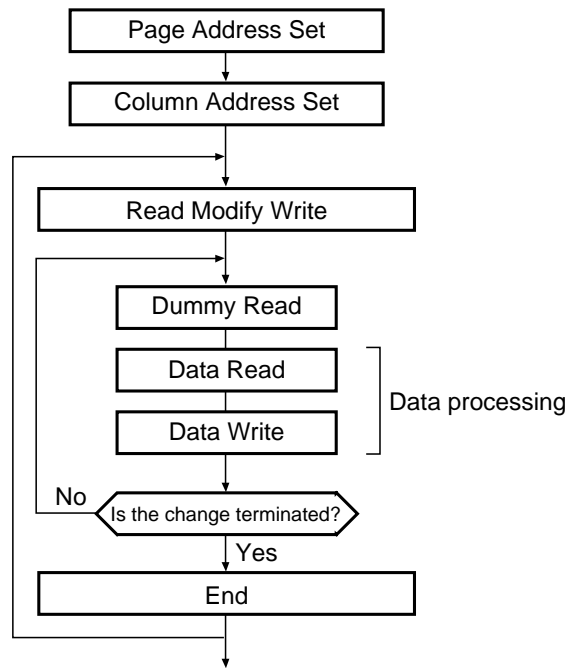 Page Address Set
Column Address Set
Read Modify Write
Dummy Read
Data Read
Data processing
Data Write
No
Is the change terminated?
Yes
End